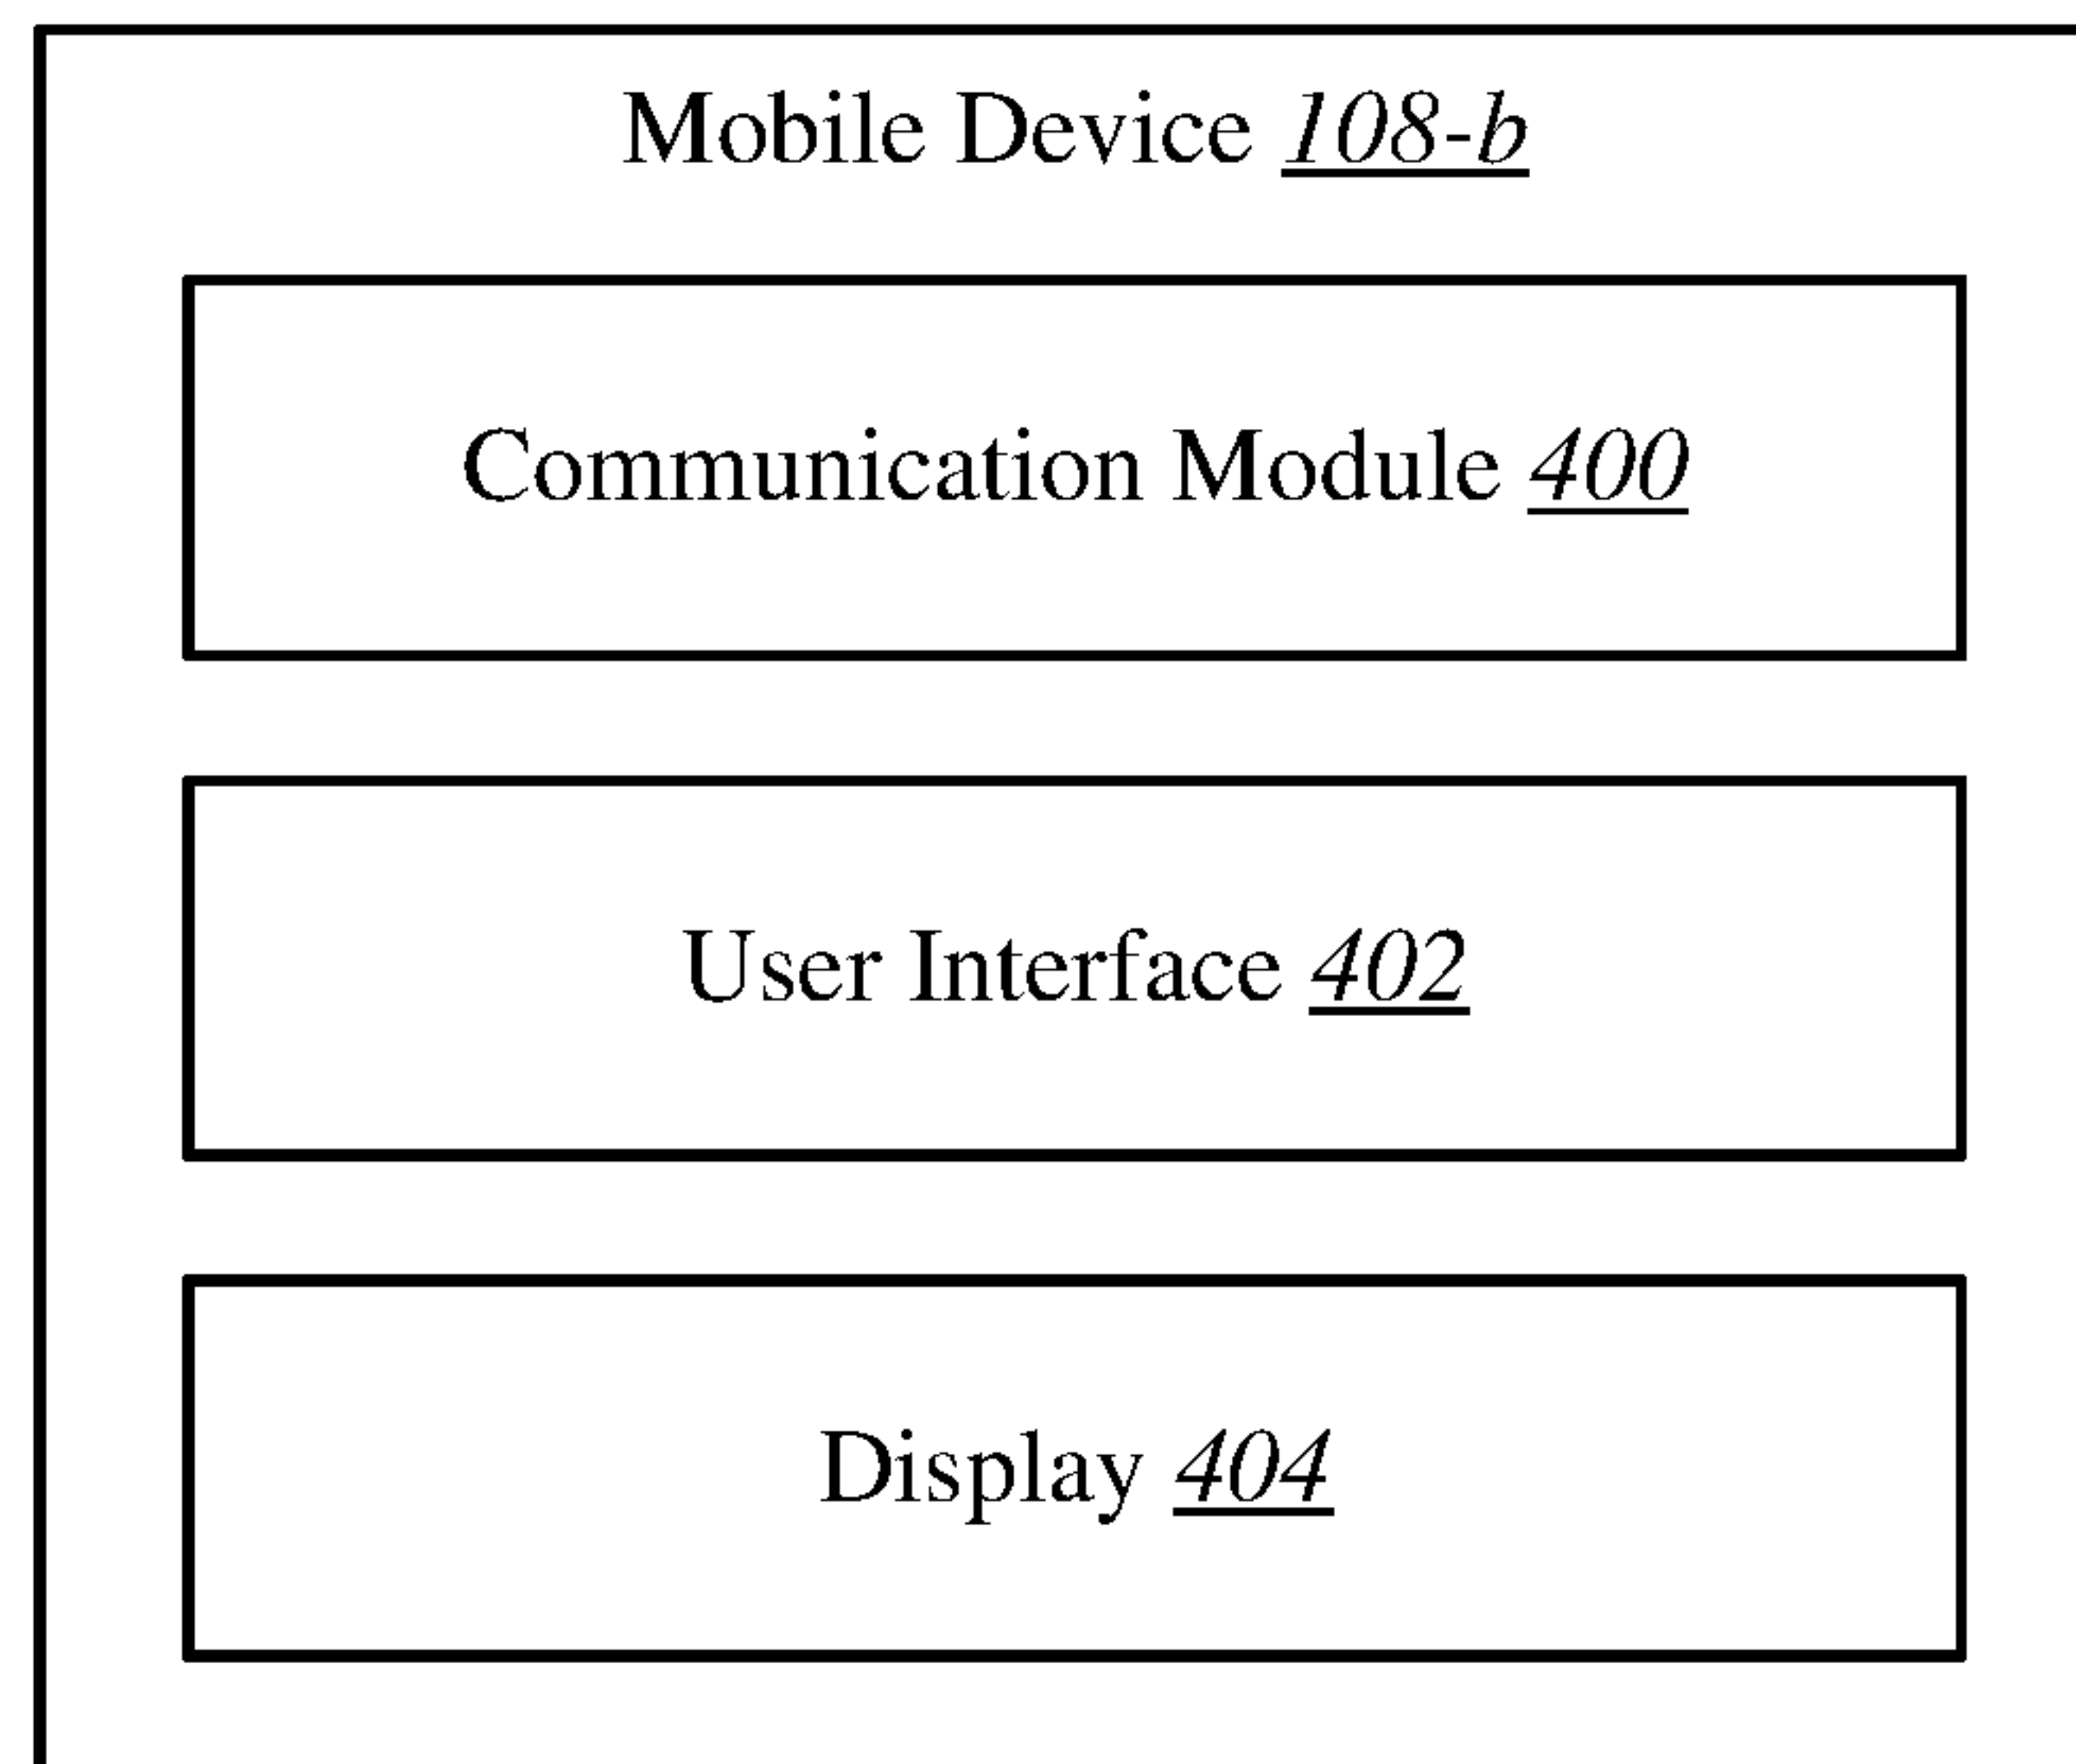 Mobile Device 108-b
Communication Module 400
User Interface 402
Display 404